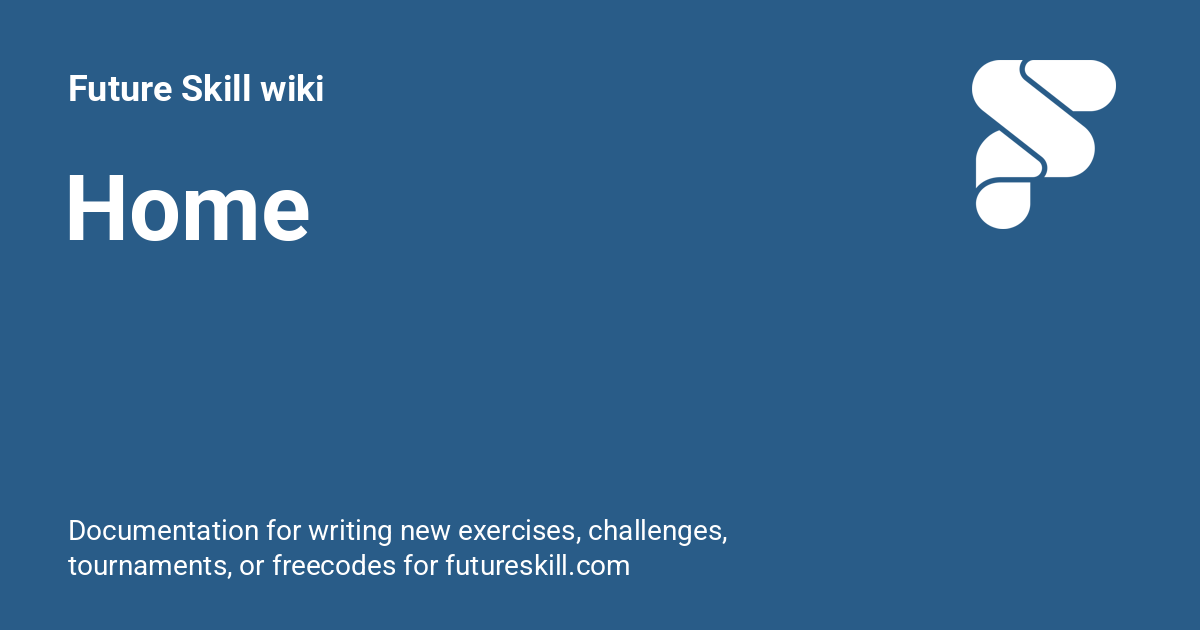 Future Skill wiki
Home
Documentation for writing new exercises, challenges,
tournaments, or freecodes for futureskill.com